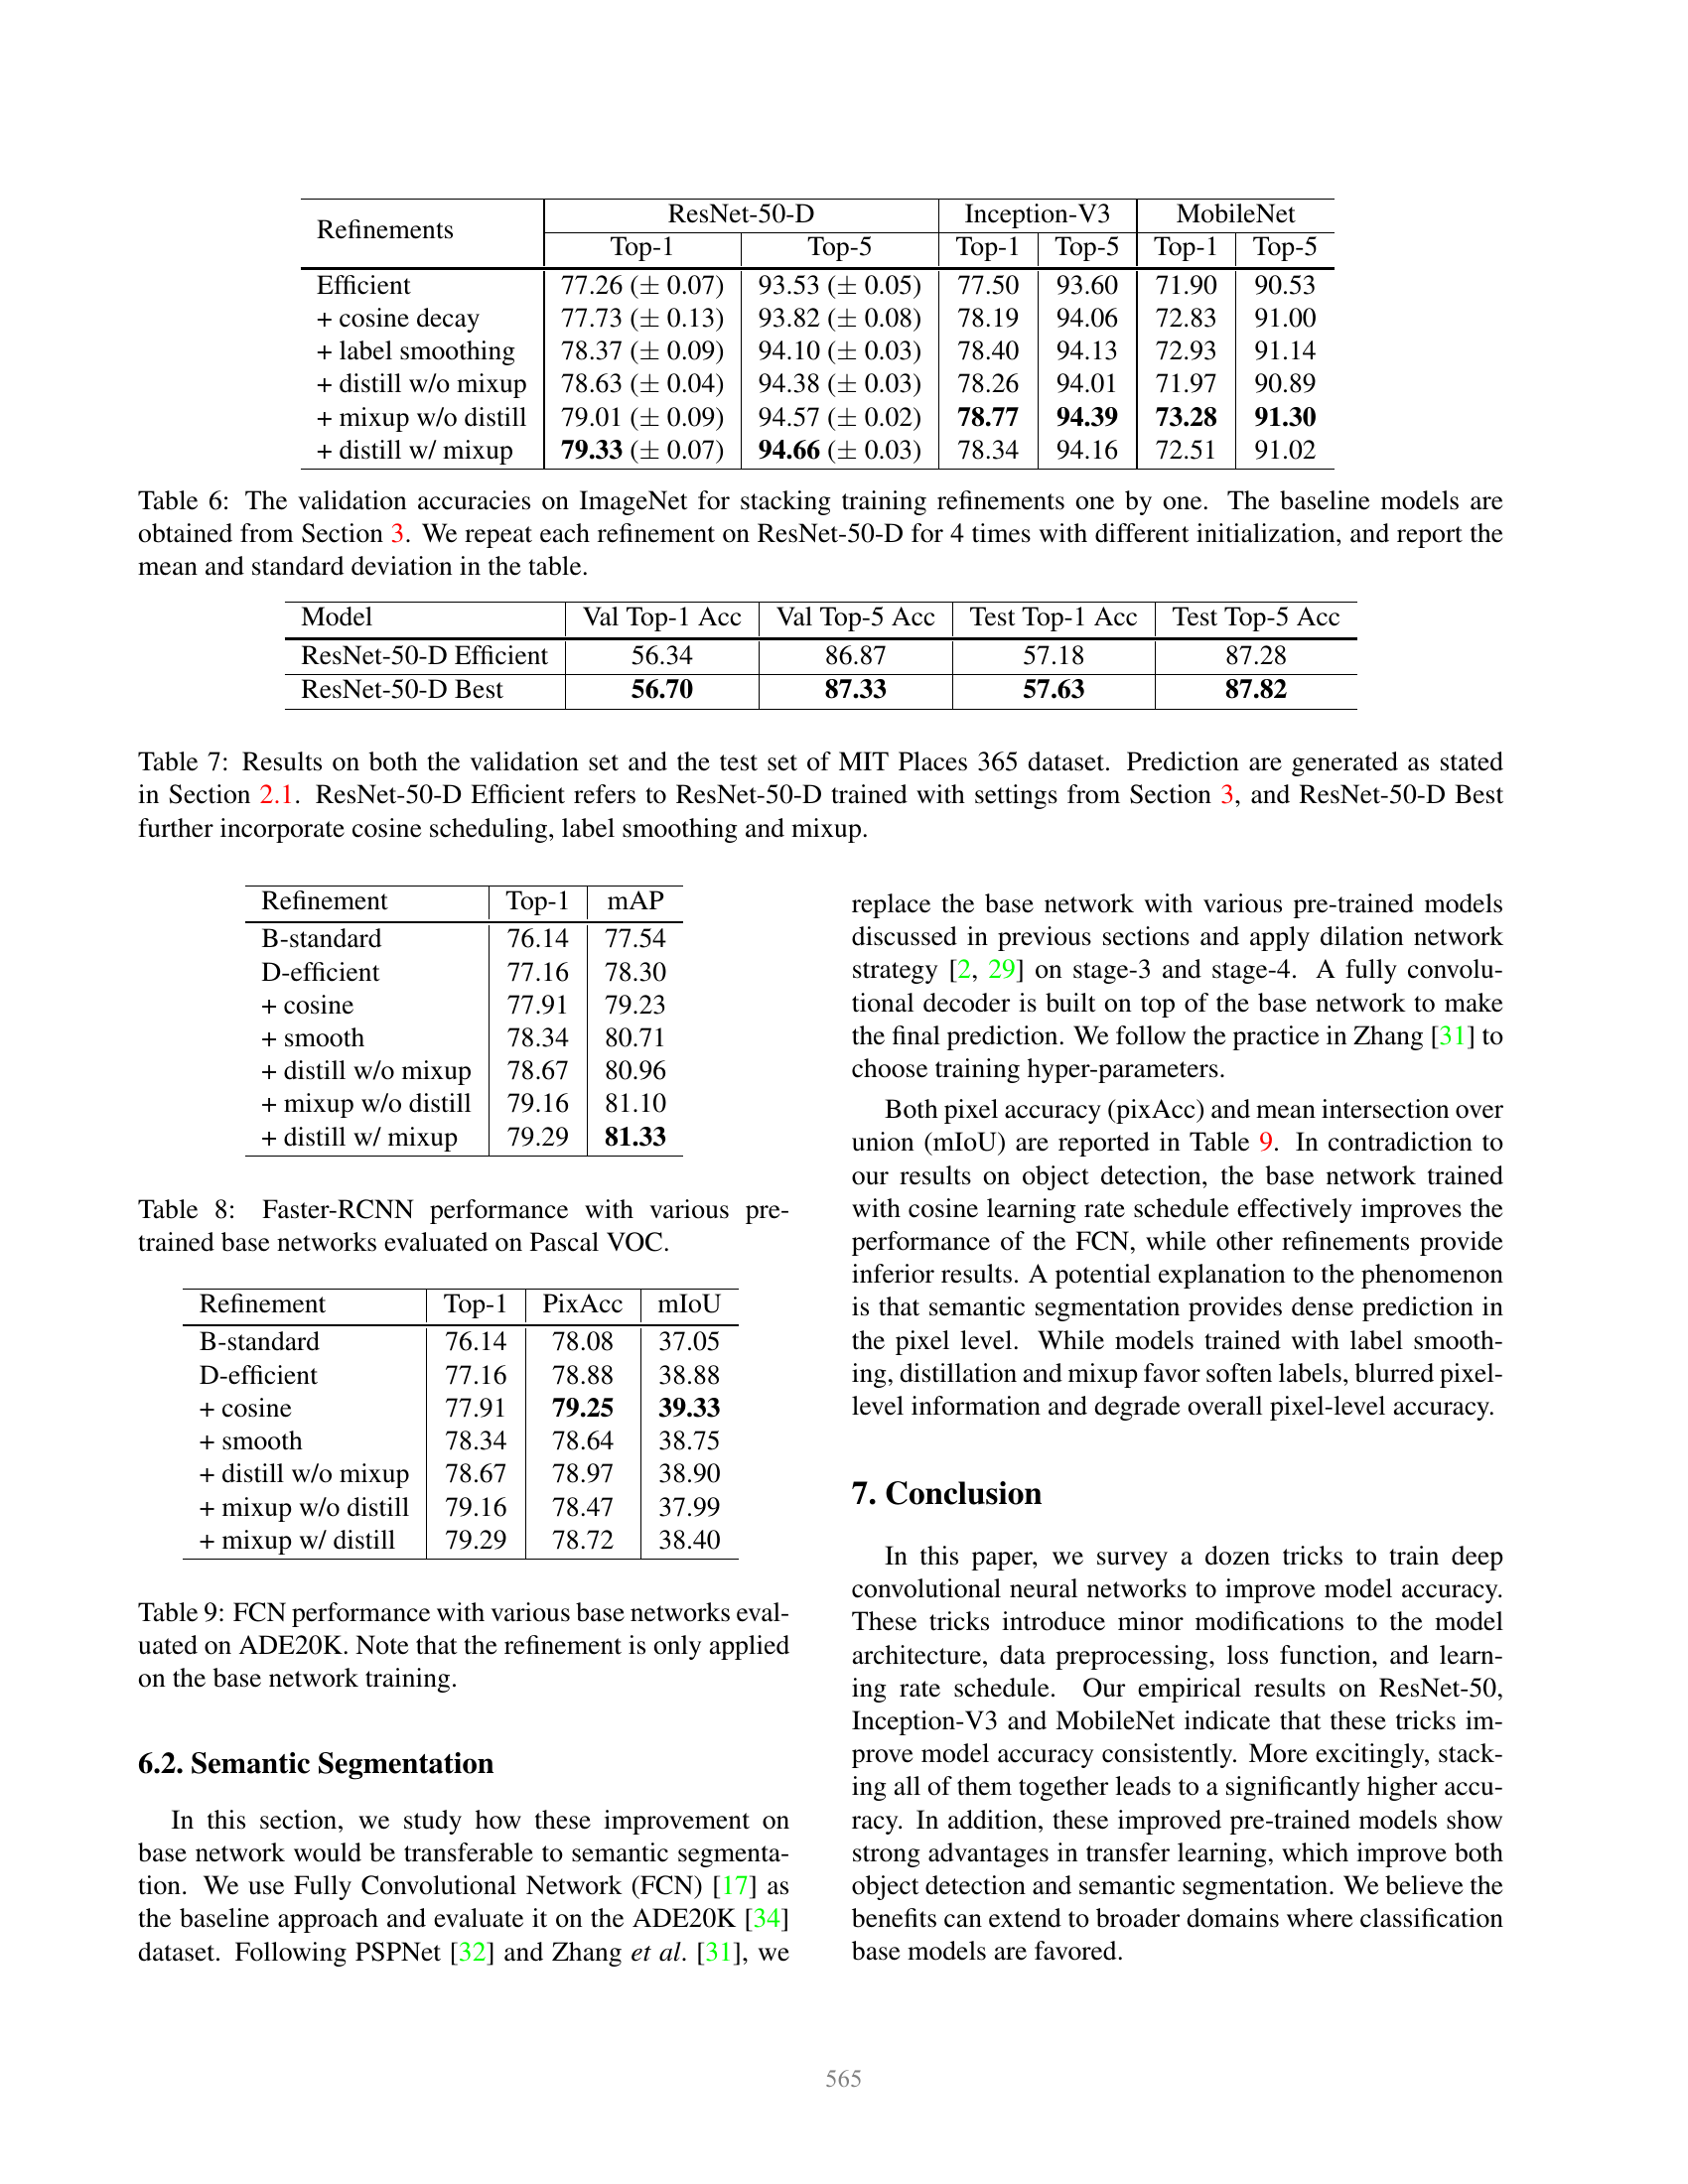 Refinements ResNet-50-D Inception-V3 MobileNet
Top-1 Top-5 Top-1 Top-5 Top-1 Top-5
Efficient 77.26 (± 0.07) 93.53 (± 0.05) 77.50 93.60 71.90 90.53
+ cosine decay 77.73 (± 0.13) 93.82 (± 0.08) 78.19 94.06 72.83 91.00
+ label smoothing 78.37 (± 0.09) 94.10 (± 0.03) 78.40 94.13 72.93 91.14
+ distill w/o mixup 78.63 (± 0.04) 94.38 (± 0.03) 78.26 94.01 71.97 90.89
+ mixup w/o distill 79.01 (± 0.09) 94.57 (± 0.02) 78.77 94.39 73.28 91.30
+ distill w/ mixup 79.33 (± 0.07) 94.66 (± 0.03) 78.34 94.16 72.51 91.02
Table 6: The validation accuracies on ImageNet for stacking training refinements one by one. The baseline models are
obtained from Section 3. We repeat each refinement on ResNet-50-D for 4 times with different initialization, and report the
mean and standard deviation in the table.
Model Val Top-1 Acc Val Top-5 Acc Test Top-1 Acc Test Top-5 Acc
ResNet-50-D Efficient 56.34 86.87 57.18 87.28
ResNet-50-D Best 56.70 87.33 57.63 87.82
Table 7: Results on both the validation set and the test set of MIT Places 365 dataset. Prediction are generated as stated
in Section 2.1. ResNet-50-D Efficient refers to ResNet-50-D trained with settings from Section 3, and ResNet-50-D Best
further incorporate cosine scheduling, label smoothing and mixup.
Refinement Top-1 mAP
B-standard 76.14 77.54
D-efficient 77.16 78.30
+ cosine 77.91 79.23
+ smooth 78.34 80.71
+ distill w/o mixup 78.67 80.96
+ mixup w/o distill 79.16 81.10
+ distill w/ mixup 79.29 81.33
Table 8: Faster-RCNN performance with various pre-
trained base networks evaluated on Pascal VOC.
Refinement Top-1 PixAcc mIoU
B-standard 76.14 78.08 37.05
D-efficient 77.16 78.88 38.88
+ cosine 77.91 79.25 39.33
+ smooth 78.34 78.64 38.75
+ distill w/o mixup 78.67 78.97 38.90
+ mixup w/o distill 79.16 78.47 37.99
+ mixup w/ distill 79.29 78.72 38.40
Table 9: FCN performance with various base networks eval-
uated on ADE20K. Note that the refinement is only applied
on the base network training.
6.2. Semantic Segmentation
In this section, we study how these improvement on
base network would be transferable to semantic segmenta-
tion. We use Fully Convolutional Network (FCN) [17] as
the baseline approach and evaluate it on the ADE20K [34]
dataset. Following PSPNet [32] and Zhang et al. [31], we
replace the base network with various pre-trained models
discussed in previous sections and apply dilation network
strategy [2, 29] on stage-3 and stage-4. A fully convolu-
tional decoder is built on top of the base network to make
the final prediction. We follow the practice in Zhang [31] to
choose training hyper-parameters.
Both pixel accuracy (pixAcc) and mean intersection over
union (mIoU) are reported in Table 9. In contradiction to
our results on object detection, the base network trained
with cosine learning rate schedule effectively improves the
performance of the FCN, while other refinements provide
inferior results. A potential explanation to the phenomenon
is that semantic segmentation provides dense prediction in
the pixel level. While models trained with label smooth-
ing, distillation and mixup favor soften labels, blurred pixel-
level information and degrade overall pixel-level accuracy.
7. Conclusion
In this paper, we survey a dozen tricks to train deep
convolutional neural networks to improve model accuracy.
These tricks introduce minor modifications to the model
architecture, data preprocessing, loss function, and learn-
ing rate schedule. Our empirical results on ResNet-50,
Inception-V3 and MobileNet indicate that these tricks im-
prove model accuracy consistently. More excitingly, stack-
ing all of them together leads to a significantly higher accu-
racy. In addition, these improved pre-trained models show
strong advantages in transfer learning, which improve both
object detection and semantic segmentation. We believe the
benefits can extend to broader domains where classification
base models are favored.
565